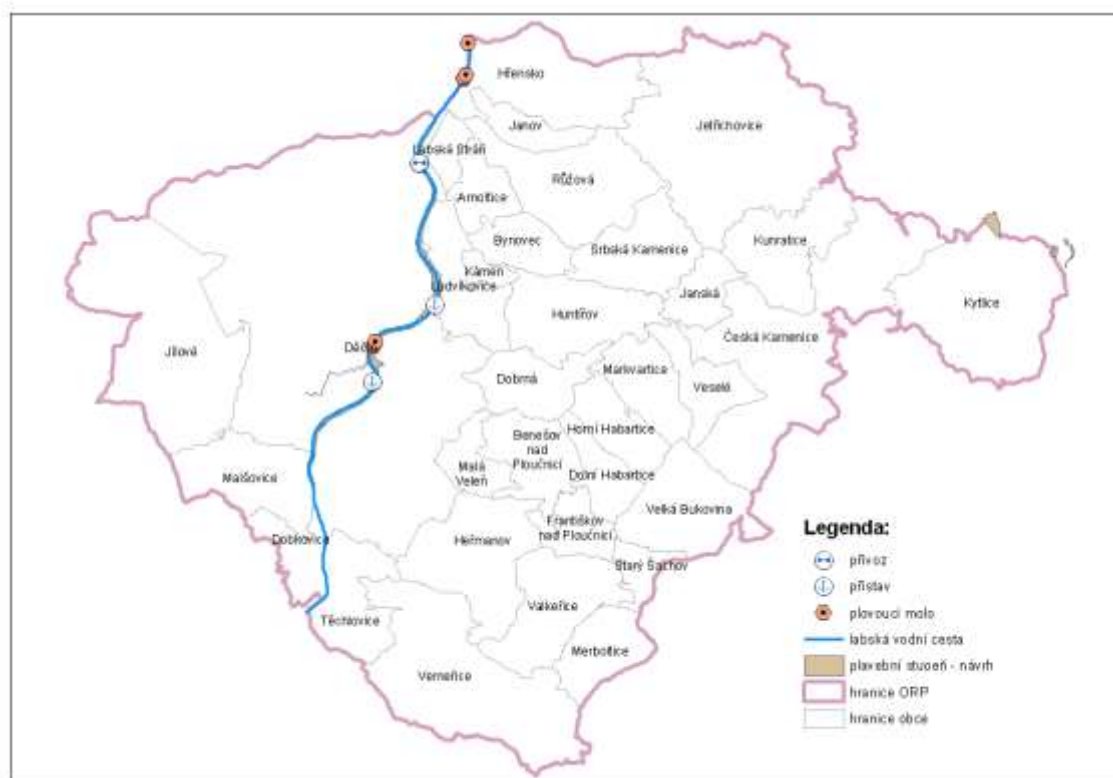 Hřensko
Janov
Jetřichovice
Labská Stráň
Růžová
Arnoltice
Bynovec
Srbská Kamenice
Kunratice
Kámen
Ludvíkovice
Janská
Kytlice
Huntířov
Česká Kamenice
Jílové
Děčín
Dobrná
Markvartice
Veselé
Horní Habartice
Benešov
nad
Ploučnicí
Malá
Veleň
Dolní Habartice
Malšovice
Velká Bukovina
Františkov
nad Ploučnicí
Dobkovice
Heřmanov
Starý Šachov
Valkeřice
Těchlovice
Merboltice
Verneřice
Legenda:
přívoz
přístav
plovoucí molo
labská vodní cesta
plavební stupeň - návrh
hranice ORP
hranice obce